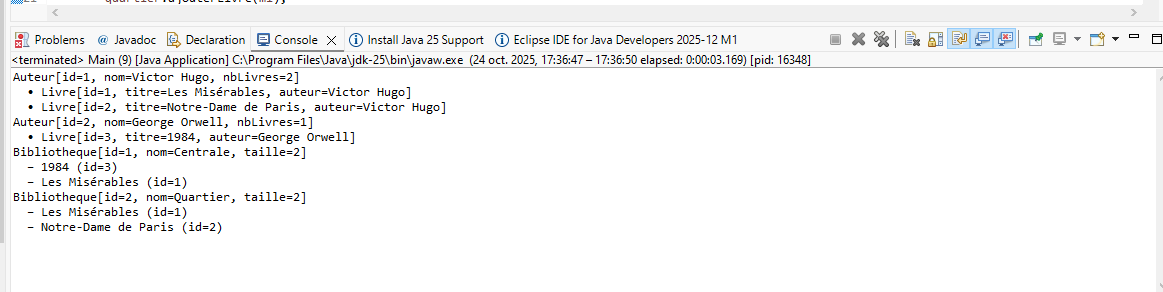 Problems @ Javadoc Declaration Console Install Java 25 Support Eclipse IDE for Java Developers 2025-12 M1
<terminated> Main (9) [Java Application] C:\Program Files\Java\jdk-25\bin\javaw.exe (24 oct. 2025, 17:36:47 – 17:36:50 elapsed: 0:00:03.169) [pid: 16348]
Auteur[id=1, nom=Victor Hugo, nbLivres=2]
• Livre[id=1, titre=Les Misérables, auteur=Victor Hugo]
• Livre[id=2, titre=Notre-Dame de Paris, auteur=Victor Hugo]
Auteur[id=2, nom=George Orwell, nbLivres=1]
• Livre[id=3, titre=1984, auteur=George Orwell]
Bibliotheque[id=1, nom=Centrale, taille=2]
– 1984 (id=3)
– Les Misérables (id=1)
Bibliotheque[id=2, nom=Quartier, taille=2]
– Les Misérables (id=1)
– Notre-Dame de Paris (id=2)